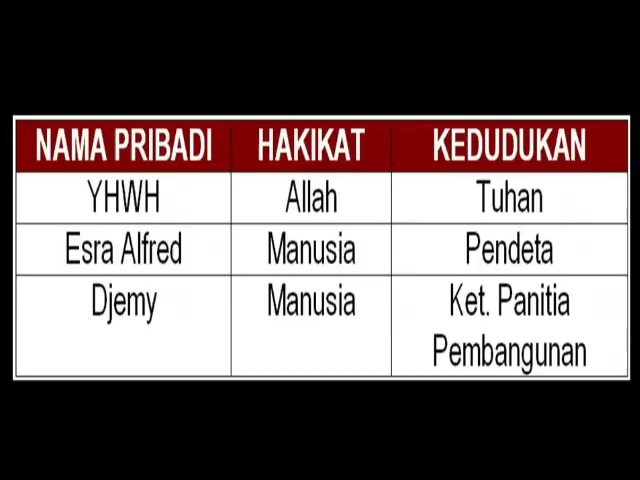 NAMA PRIBADI HAKIKAT KEDUDUKAN
YHWH Allah Tuhan
Esra Alfred Manusia Pendeta
Djemy Manusia Ket. Panitia
Pembangunan